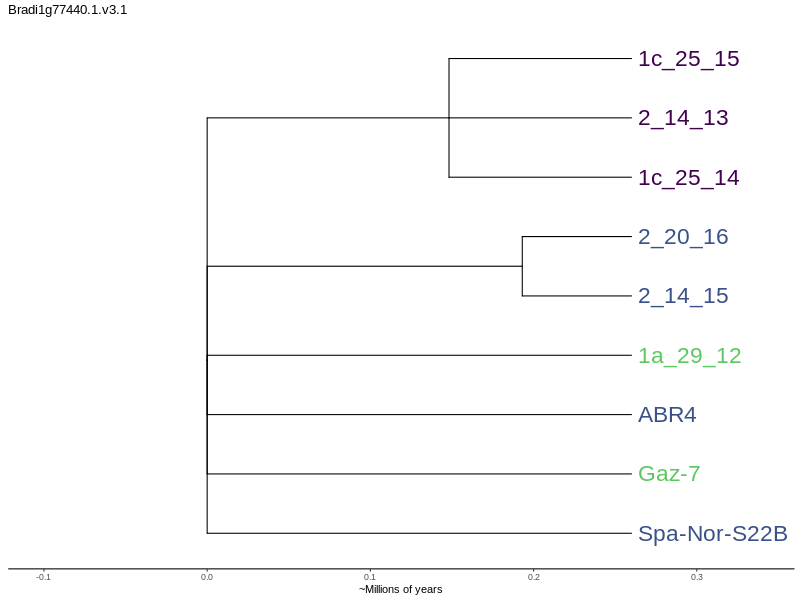 Bradi1g77440.1.v3.1
1c_25_15
2_14_13
1c_25_14
2_20_16
2_14_15
1a_29_12
ABR4
Gaz-7
Spa-Nor-S22B
-0.1 0.0 0.1 0.2 0.3
~Millions of years